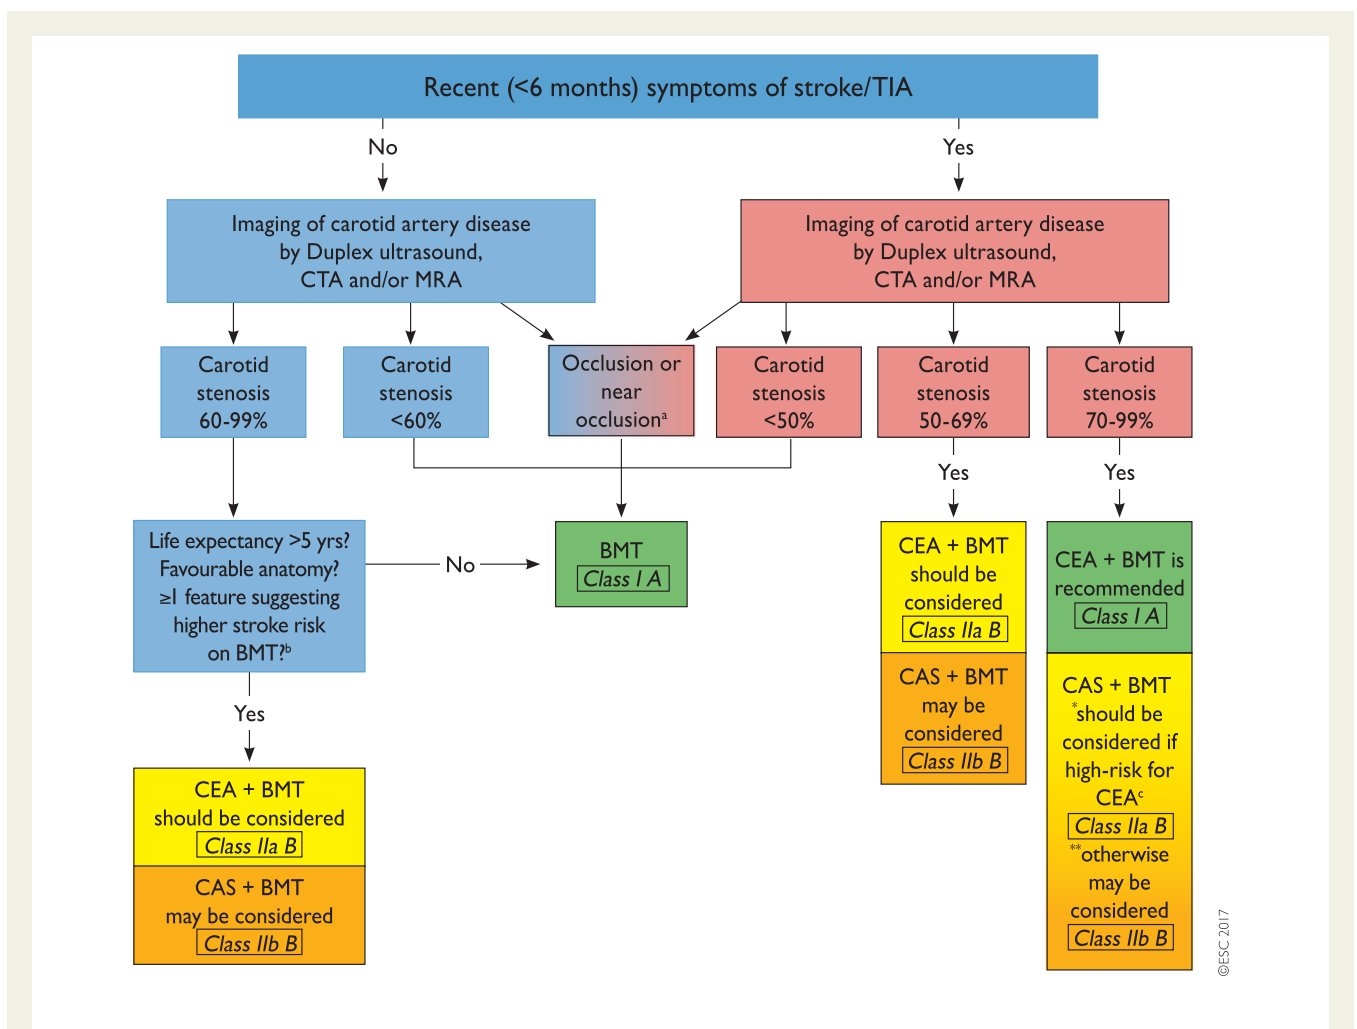 Recent (<6 months) symptoms of stroke/TIA
No
Yes
Imaging of carotid artery disease
by Duplex ultrasound,
CTA and/or MRA
Imaging of carotid artery disease
by Duplex ultrasound,
CTA and/or MRA
Carotid
stenosis
60-99%
Carotid
stenosis
<60%
Occlusion or
near
occlusionᵃ
Carotid
stenosis
<50%
Carotid
stenosis
50-69%
Carotid
stenosis
70-99%
Yes
Yes
Life expectancy >5 yrs?
Favourable anatomy?
≥1 feature suggesting
higher stroke risk
on BMT?ᵇ
No
BMT
Class I A
CEA + BMT
should be
considered
Class IIa B
CAS + BMT
may be
considered
Class IIb B
CEA + BMT is
recommended
Class I A
CAS + BMT
*should be
considered if
high-risk for
CEAᶜ
Class IIa B
**otherwise
may be
considered
Class IIb B
Yes
CEA + BMT
should be considered
Class IIa B
CAS + BMT
may be considered
Class IIb B
©ESC 2017